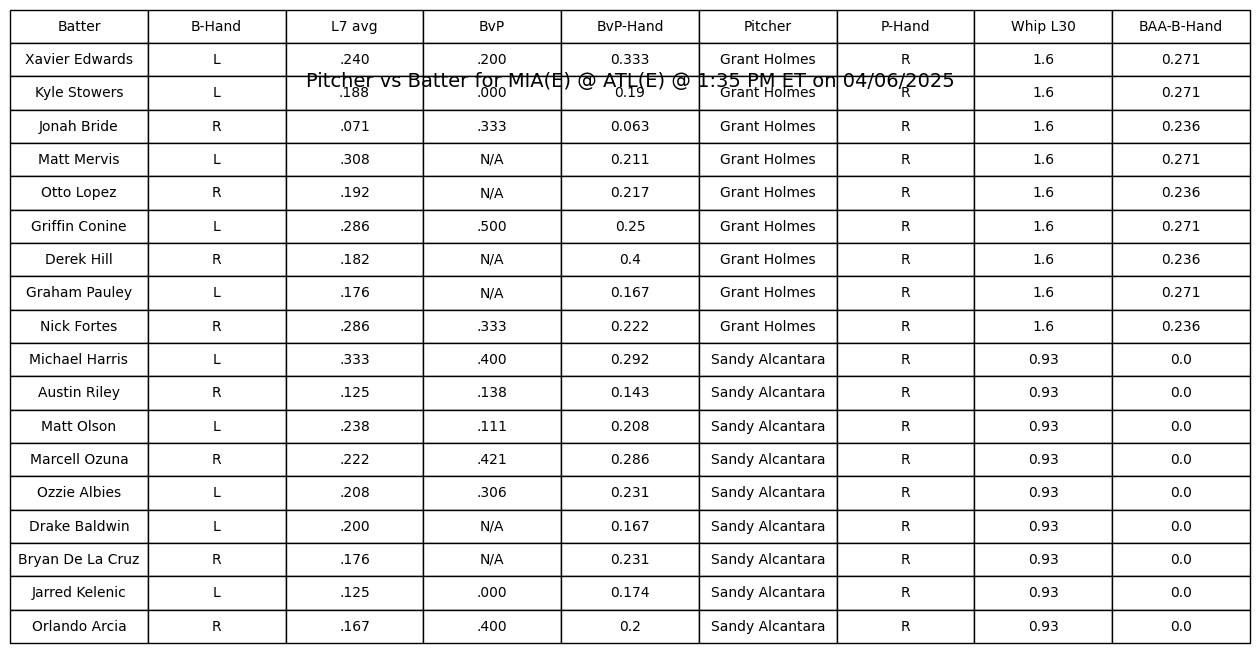 Batter B-Hand L7 avg BvP BvP-Hand Pitcher P-Hand Whip L30 BAA-B-Hand
Xavier Edwards L .240 .200 0.333 Grant Holmes R 1.6 0.271
Pitcher vs Batter for MIA(E) @ ATL(E) @ 1:35 PM ET on 04/06/2025
Kyle Stowers L .188 .000 0.19 Grant Holmes R 1.6 0.271
Jonah Bride R .071 .333 0.063 Grant Holmes R 1.6 0.236
Matt Mervis L .308 N/A 0.211 Grant Holmes R 1.6 0.271
Otto Lopez R .192 N/A 0.217 Grant Holmes R 1.6 0.236
Griffin Conine L .286 .500 0.25 Grant Holmes R 1.6 0.271
Derek Hill R .182 N/A 0.4 Grant Holmes R 1.6 0.236
Graham Pauley L .176 N/A 0.167 Grant Holmes R 1.6 0.271
Nick Fortes R .286 .333 0.222 Grant Holmes R 1.6 0.236
Michael Harris L .333 .400 0.292 Sandy Alcantara R 0.93 0.0
Austin Riley R .125 .138 0.143 Sandy Alcantara R 0.93 0.0
Matt Olson L .238 .111 0.208 Sandy Alcantara R 0.93 0.0
Marcell Ozuna R .222 .421 0.286 Sandy Alcantara R 0.93 0.0
Ozzie Albies L .208 .306 0.231 Sandy Alcantara R 0.93 0.0
Drake Baldwin L .200 N/A 0.167 Sandy Alcantara R 0.93 0.0
Bryan De La Cruz R .176 N/A 0.231 Sandy Alcantara R 0.93 0.0
Jarred Kelenic L .125 .000 0.174 Sandy Alcantara R 0.93 0.0
Orlando Arcia R .167 .400 0.2 Sandy Alcantara R 0.93 0.0